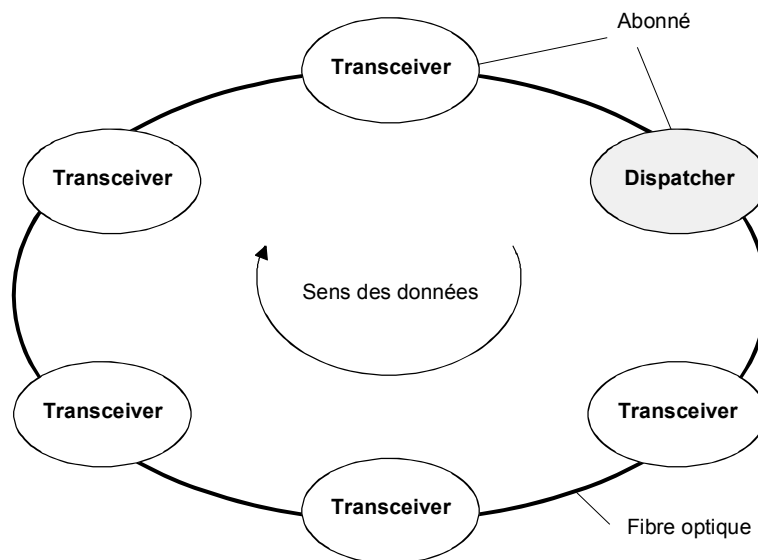 Abonné
Transceiver
Transceiver
Dispatcher
Sens des données
Transceiver
Transceiver
Transceiver
Fibre optique